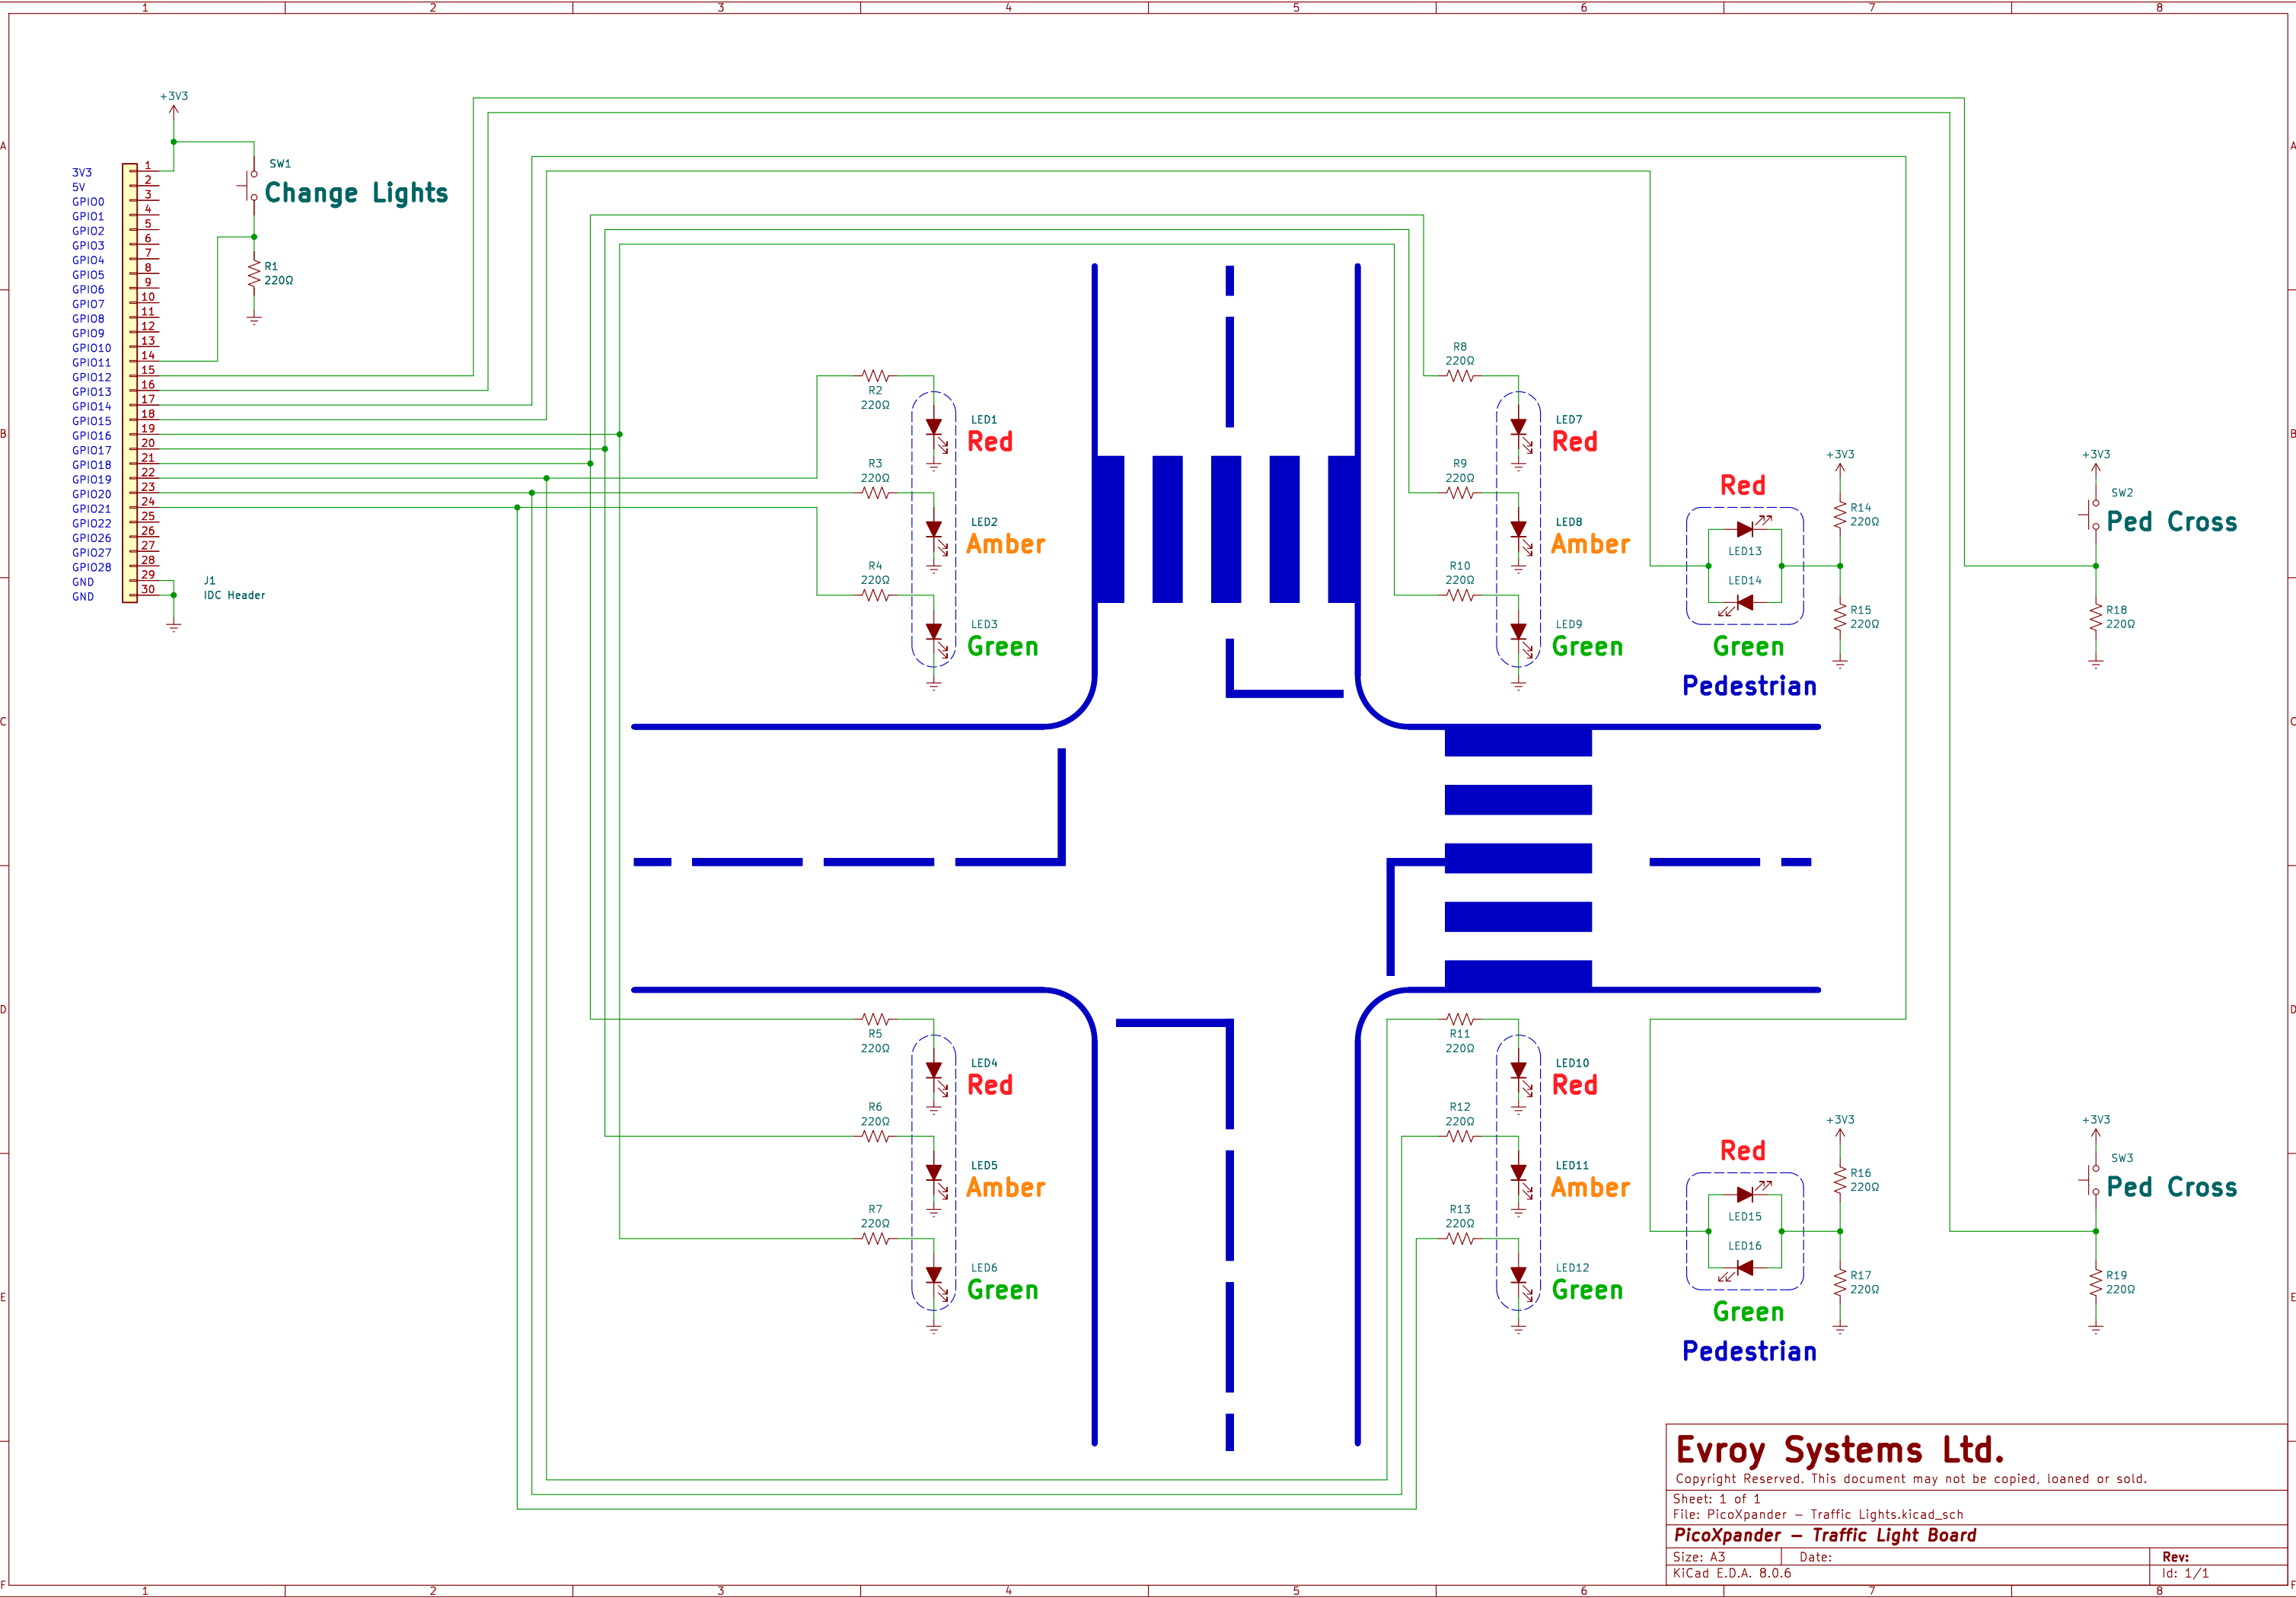 1 2 3 4 5 6 7 8
A A
B B
C C
D D
E E
F F
+3V3
3V3 1
5V 2
GPIO0 3
GPIO1 4
GPIO2 5
GPIO3 6
GPIO4 7
GPIO5 8
GPIO6 9
GPIO7 10
GPIO8 11
GPIO9 12
GPIO10 13
GPIO11 14
GPIO12 15
GPIO13 16
GPIO14 17
GPIO15 18
GPIO16 19
GPIO17 20
GPIO18 21
GPIO19 22
GPIO20 23
GPIO21 24
GPIO22 25
GPIO26 26
GPIO27 27
GPIO28 28
GND 29
GND 30
J1
IDC Header
SW1
Change Lights
R1
220Ω
R2
220Ω
LED1
Red
R3
220Ω
LED2
Amber
R4
220Ω
LED3
Green
R8
220Ω
LED7
Red
R9
220Ω
LED8
Amber
R10
220Ω
LED9
Green
Red
LED13
LED14
Green
Pedestrian
+3V3
R14
220Ω
R15
220Ω
+3V3
SW2
Ped Cross
R18
220Ω
R5
220Ω
LED4
Red
R6
220Ω
LED5
Amber
R7
220Ω
LED6
Green
R11
220Ω
LED10
Red
R12
220Ω
LED11
Amber
R13
220Ω
LED12
Green
Red
LED15
LED16
Green
Pedestrian
+3V3
R16
220Ω
R17
220Ω
+3V3
SW3
Ped Cross
R19
220Ω
Evroy Systems Ltd.
Copyright Reserved. This document may not be copied, loaned or sold.
Sheet: 1 of 1
File: PicoXpander – Traffic Lights.kicad_sch
PicoXpander – Traffic Light Board
Size: A3 Date: Rev:
KiCad E.D.A. 8.0.6 Id: 1/1
1 2 3 4 5 6 7 8